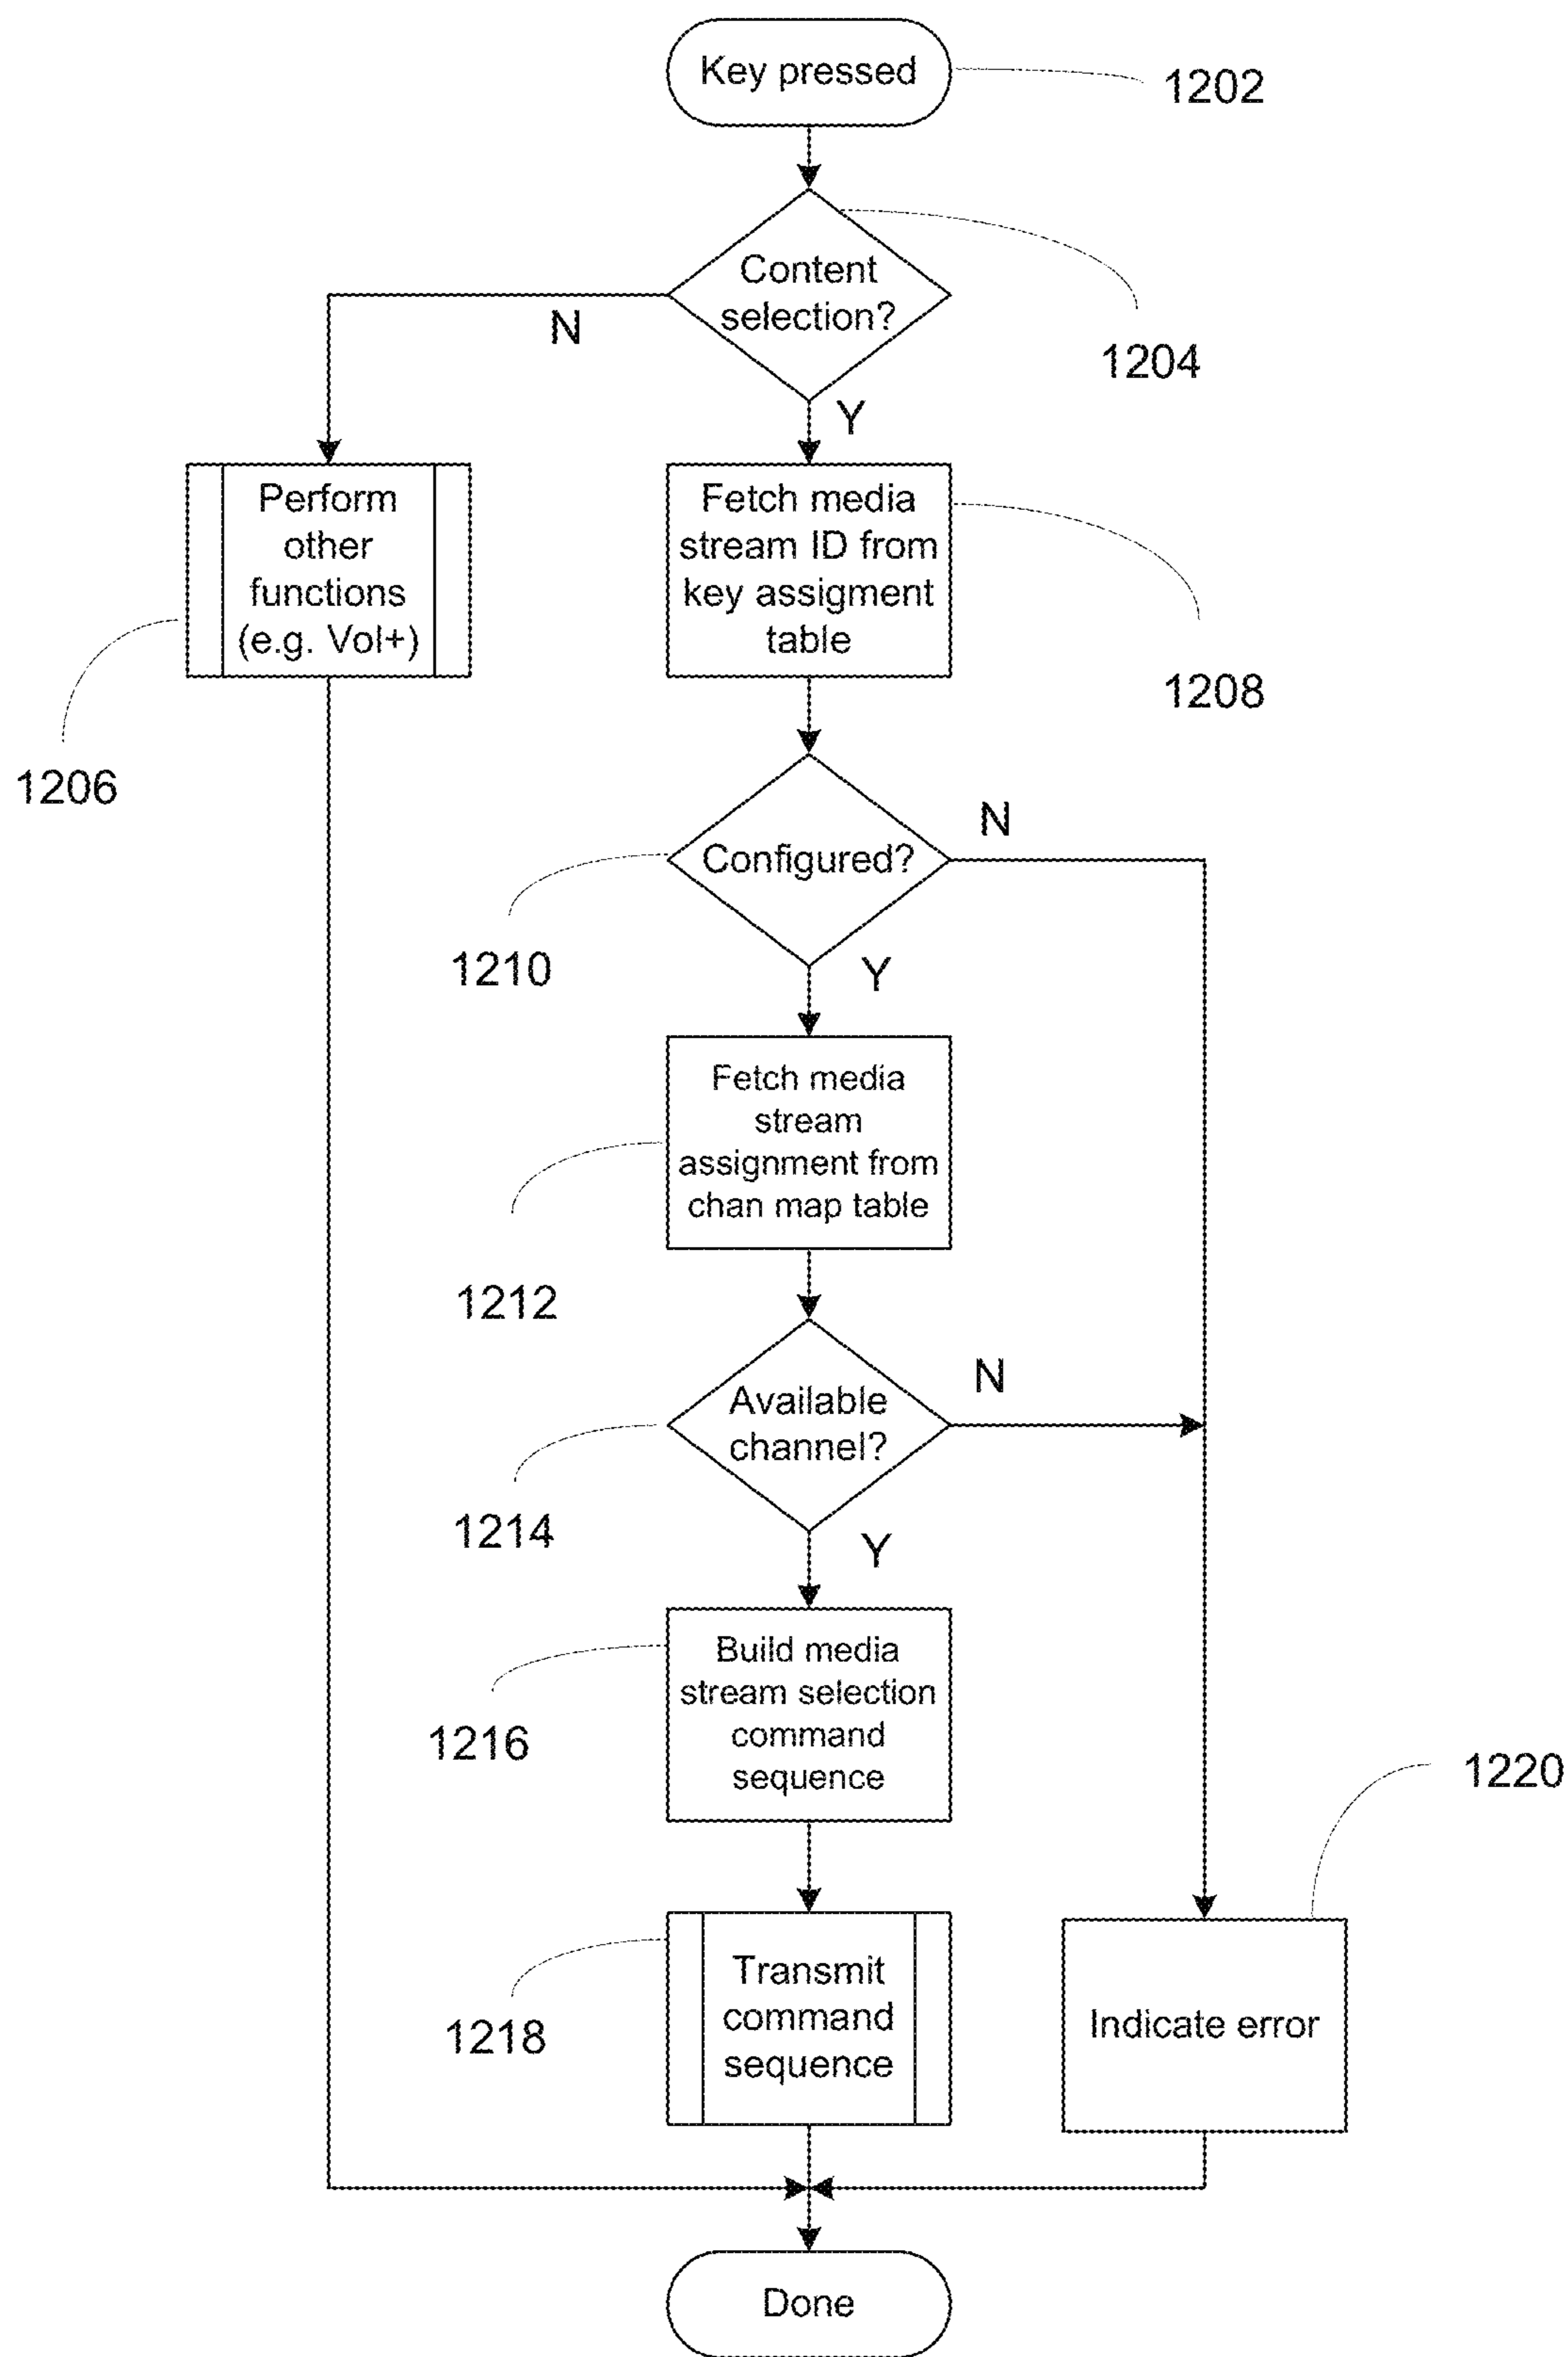 Key pressed
1202
Content
selection?
N
1204
Y
Perform
other
functions
(e.g. Vol+)
Fetch media
stream ID from
key assigment
table
1208
1206
Configured?
N
1210
Y
Fetch media
stream
assignment from
chan map table
1212
Available
channel?
N
1214
Y
Build media
stream selection
command
sequence
1216
1220
Transmit
command
sequence
1218
Indicate error
Done